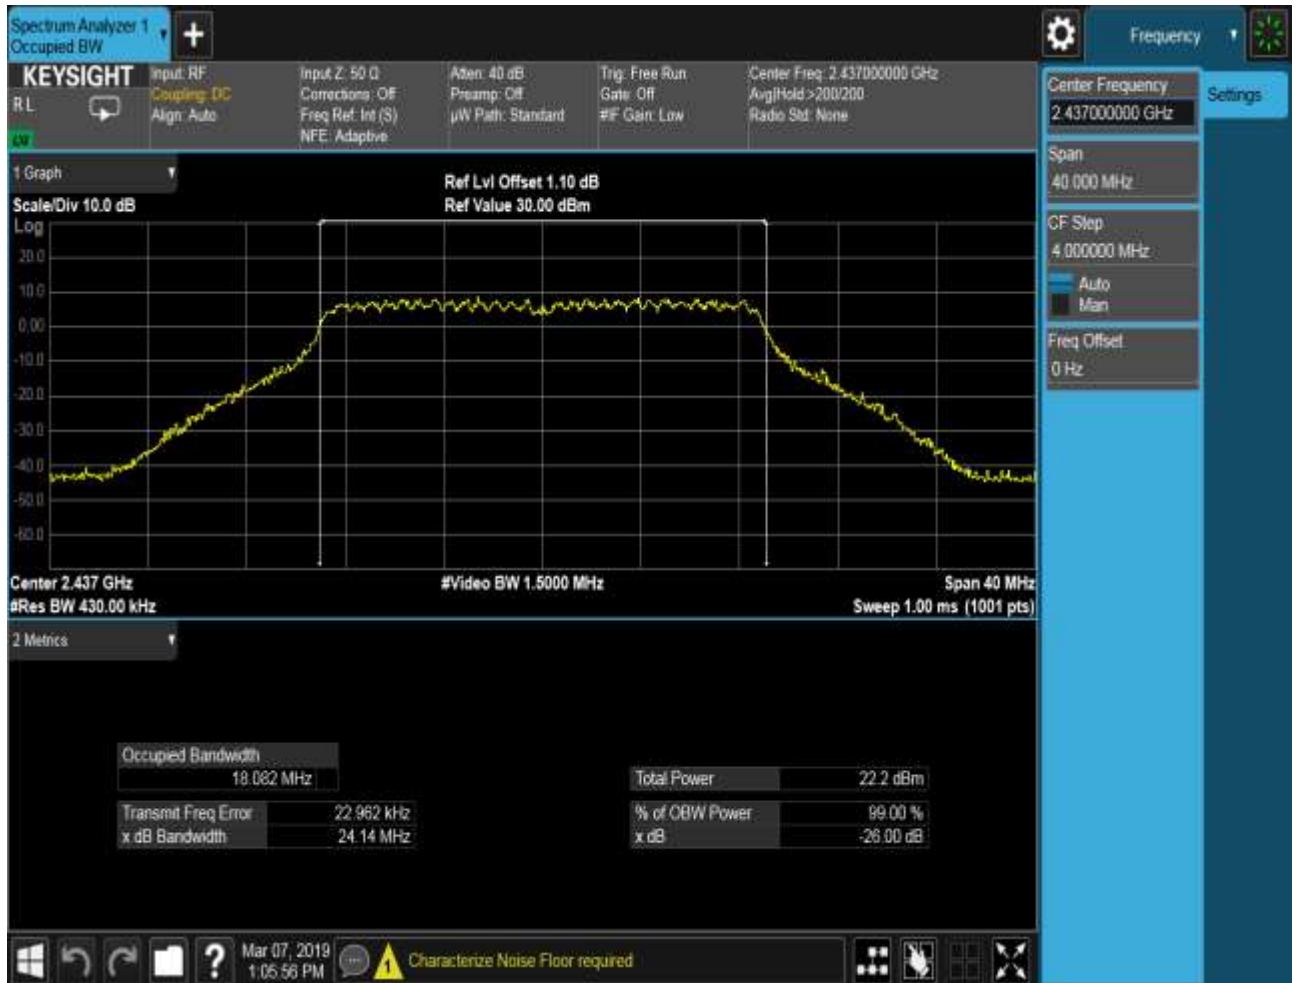 Spectrum Analyzer 1
Occupied BW
Frequency
KEYSIGHT
Input: RF
Input Z: 50 Ω
Atten: 40 dB
Trig: Free Run
Center Freq: 2.437000000 GHz
R L
Coupling: DC
Corrections: Off
Preamp: Off
Gate: Off
Avg|Hold:>200/200
Align: Auto
Freq Ref: Int (S)
µW Path: Standard
#IF Gain: Low
Radio Std: None
NFE: Adaptive
Center Frequency
2.437000000 GHz
Settings
Span
40.000 MHz
CF Step
4.000000 MHz
Auto
Man
Freq Offset
0 Hz
1 Graph
Ref Lvl Offset 1.10 dB
Scale/Div 10.0 dB
Ref Value 30.00 dBm
Log
20.0
10.0
0.00
-10.0
-20.0
-30.0
-40.0
-50.0
-60.0
Center 2.437 GHz
#Video BW 1.5000 MHz
Span 40 MHz
#Res BW 430.00 kHz
Sweep 1.00 ms (1001 pts)
2 Metrics
Occupied Bandwidth
18.082 MHz
Total Power
22.2 dBm
Transmit Freq Error
22.962 kHz
% of OBW Power
99.00 %
x dB Bandwidth
24.14 MHz
x dB
-26.00 dB
?
Mar 07, 2019
1:05:56 PM
1
Characterize Noise Floor required